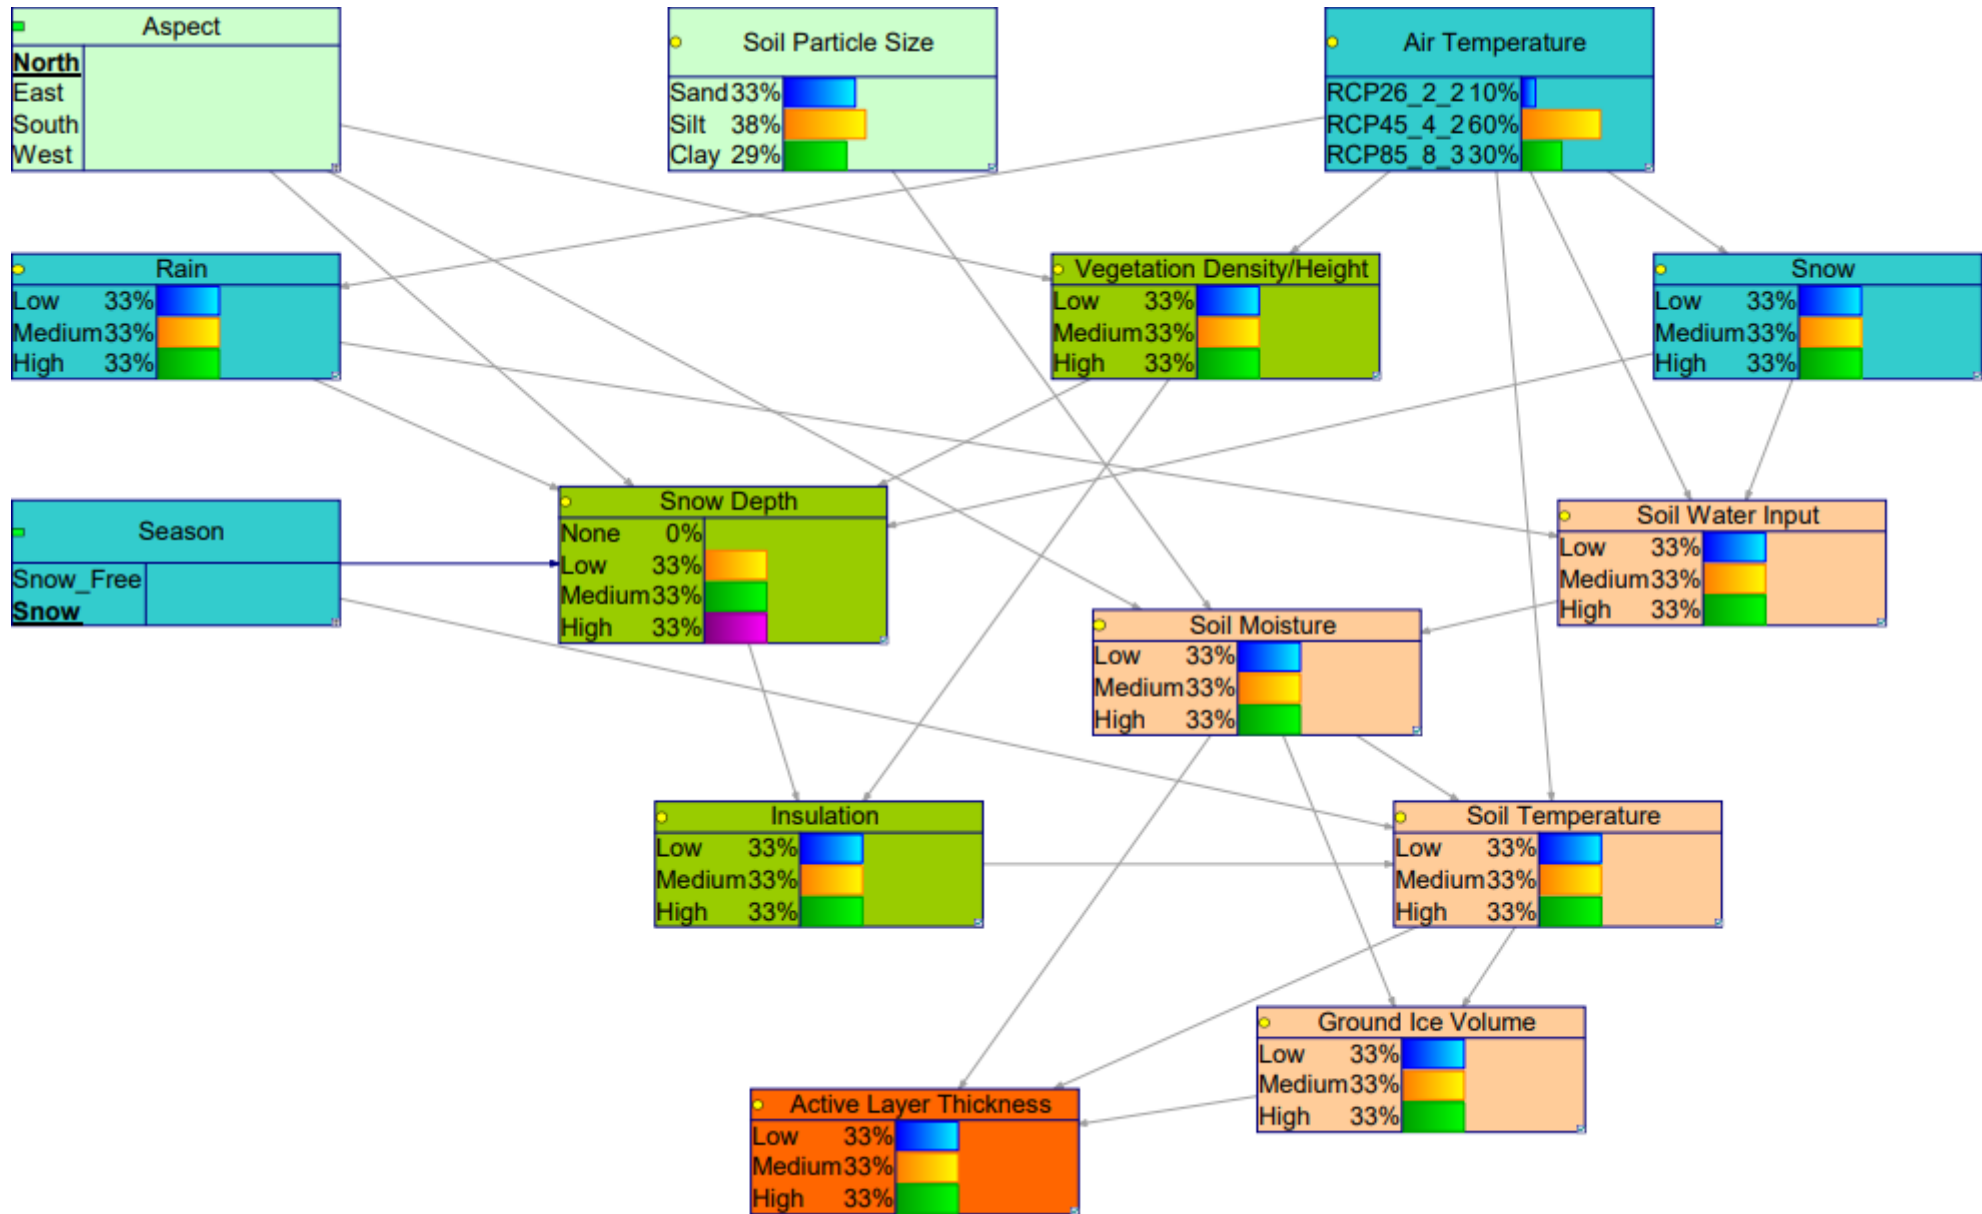 Aspect
North
East
South
West
Soil Particle Size
Sand 33%
Silt 38%
Clay 29%
Air Temperature
RCP26_2_2 10%
RCP45_4_2 60%
RCP85_8_3 30%
Rain
Low 33%
Medium 33%
High 33%
Vegetation Density/Height
Low 33%
Medium 33%
High 33%
Snow
Low 33%
Medium 33%
High 33%
Season
Snow_Free
Snow
Snow Depth
None 0%
Low 33%
Medium 33%
High 33%
Soil Water Input
Low 33%
Medium 33%
High 33%
Soil Moisture
Low 33%
Medium 33%
High 33%
Insulation
Low 33%
Medium 33%
High 33%
Soil Temperature
Low 33%
Medium 33%
High 33%
Ground Ice Volume
Low 33%
Medium 33%
High 33%
Active Layer Thickness
Low 33%
Medium 33%
High 33%